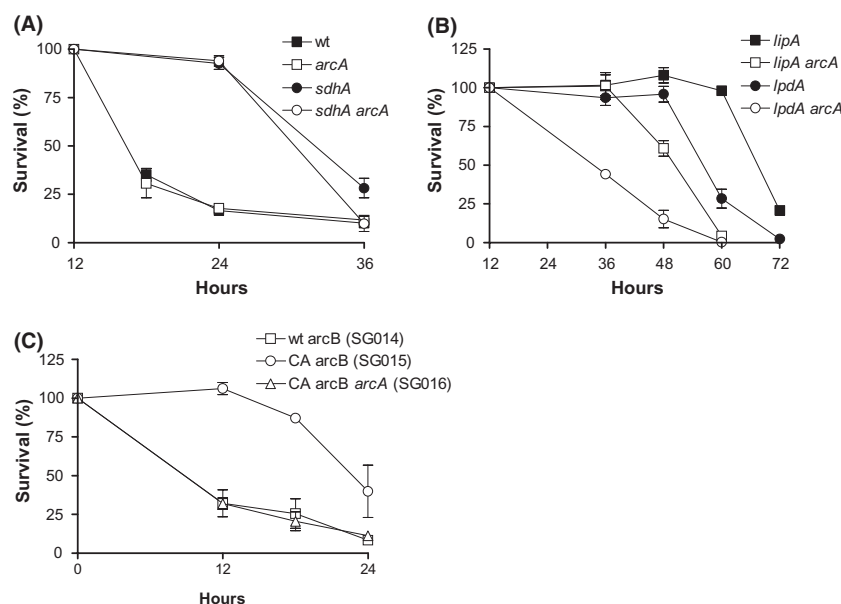 (A)
wt
arcA
sdhA
sdhA arcA
100
75
50
25
0
Survival (%)
12
24
36
Hours
(B)
lipA
lipA arcA
lpdA
lpdA arcA
125
100
75
50
25
0
Survival (%)
12
24
36
48
60
72
Hours
(C)
wt arcB (SG014)
CA arcB (SG015)
CA arcB arcA (SG016)
125
100
75
50
25
0
Survival (%)
0
12
24
Hours